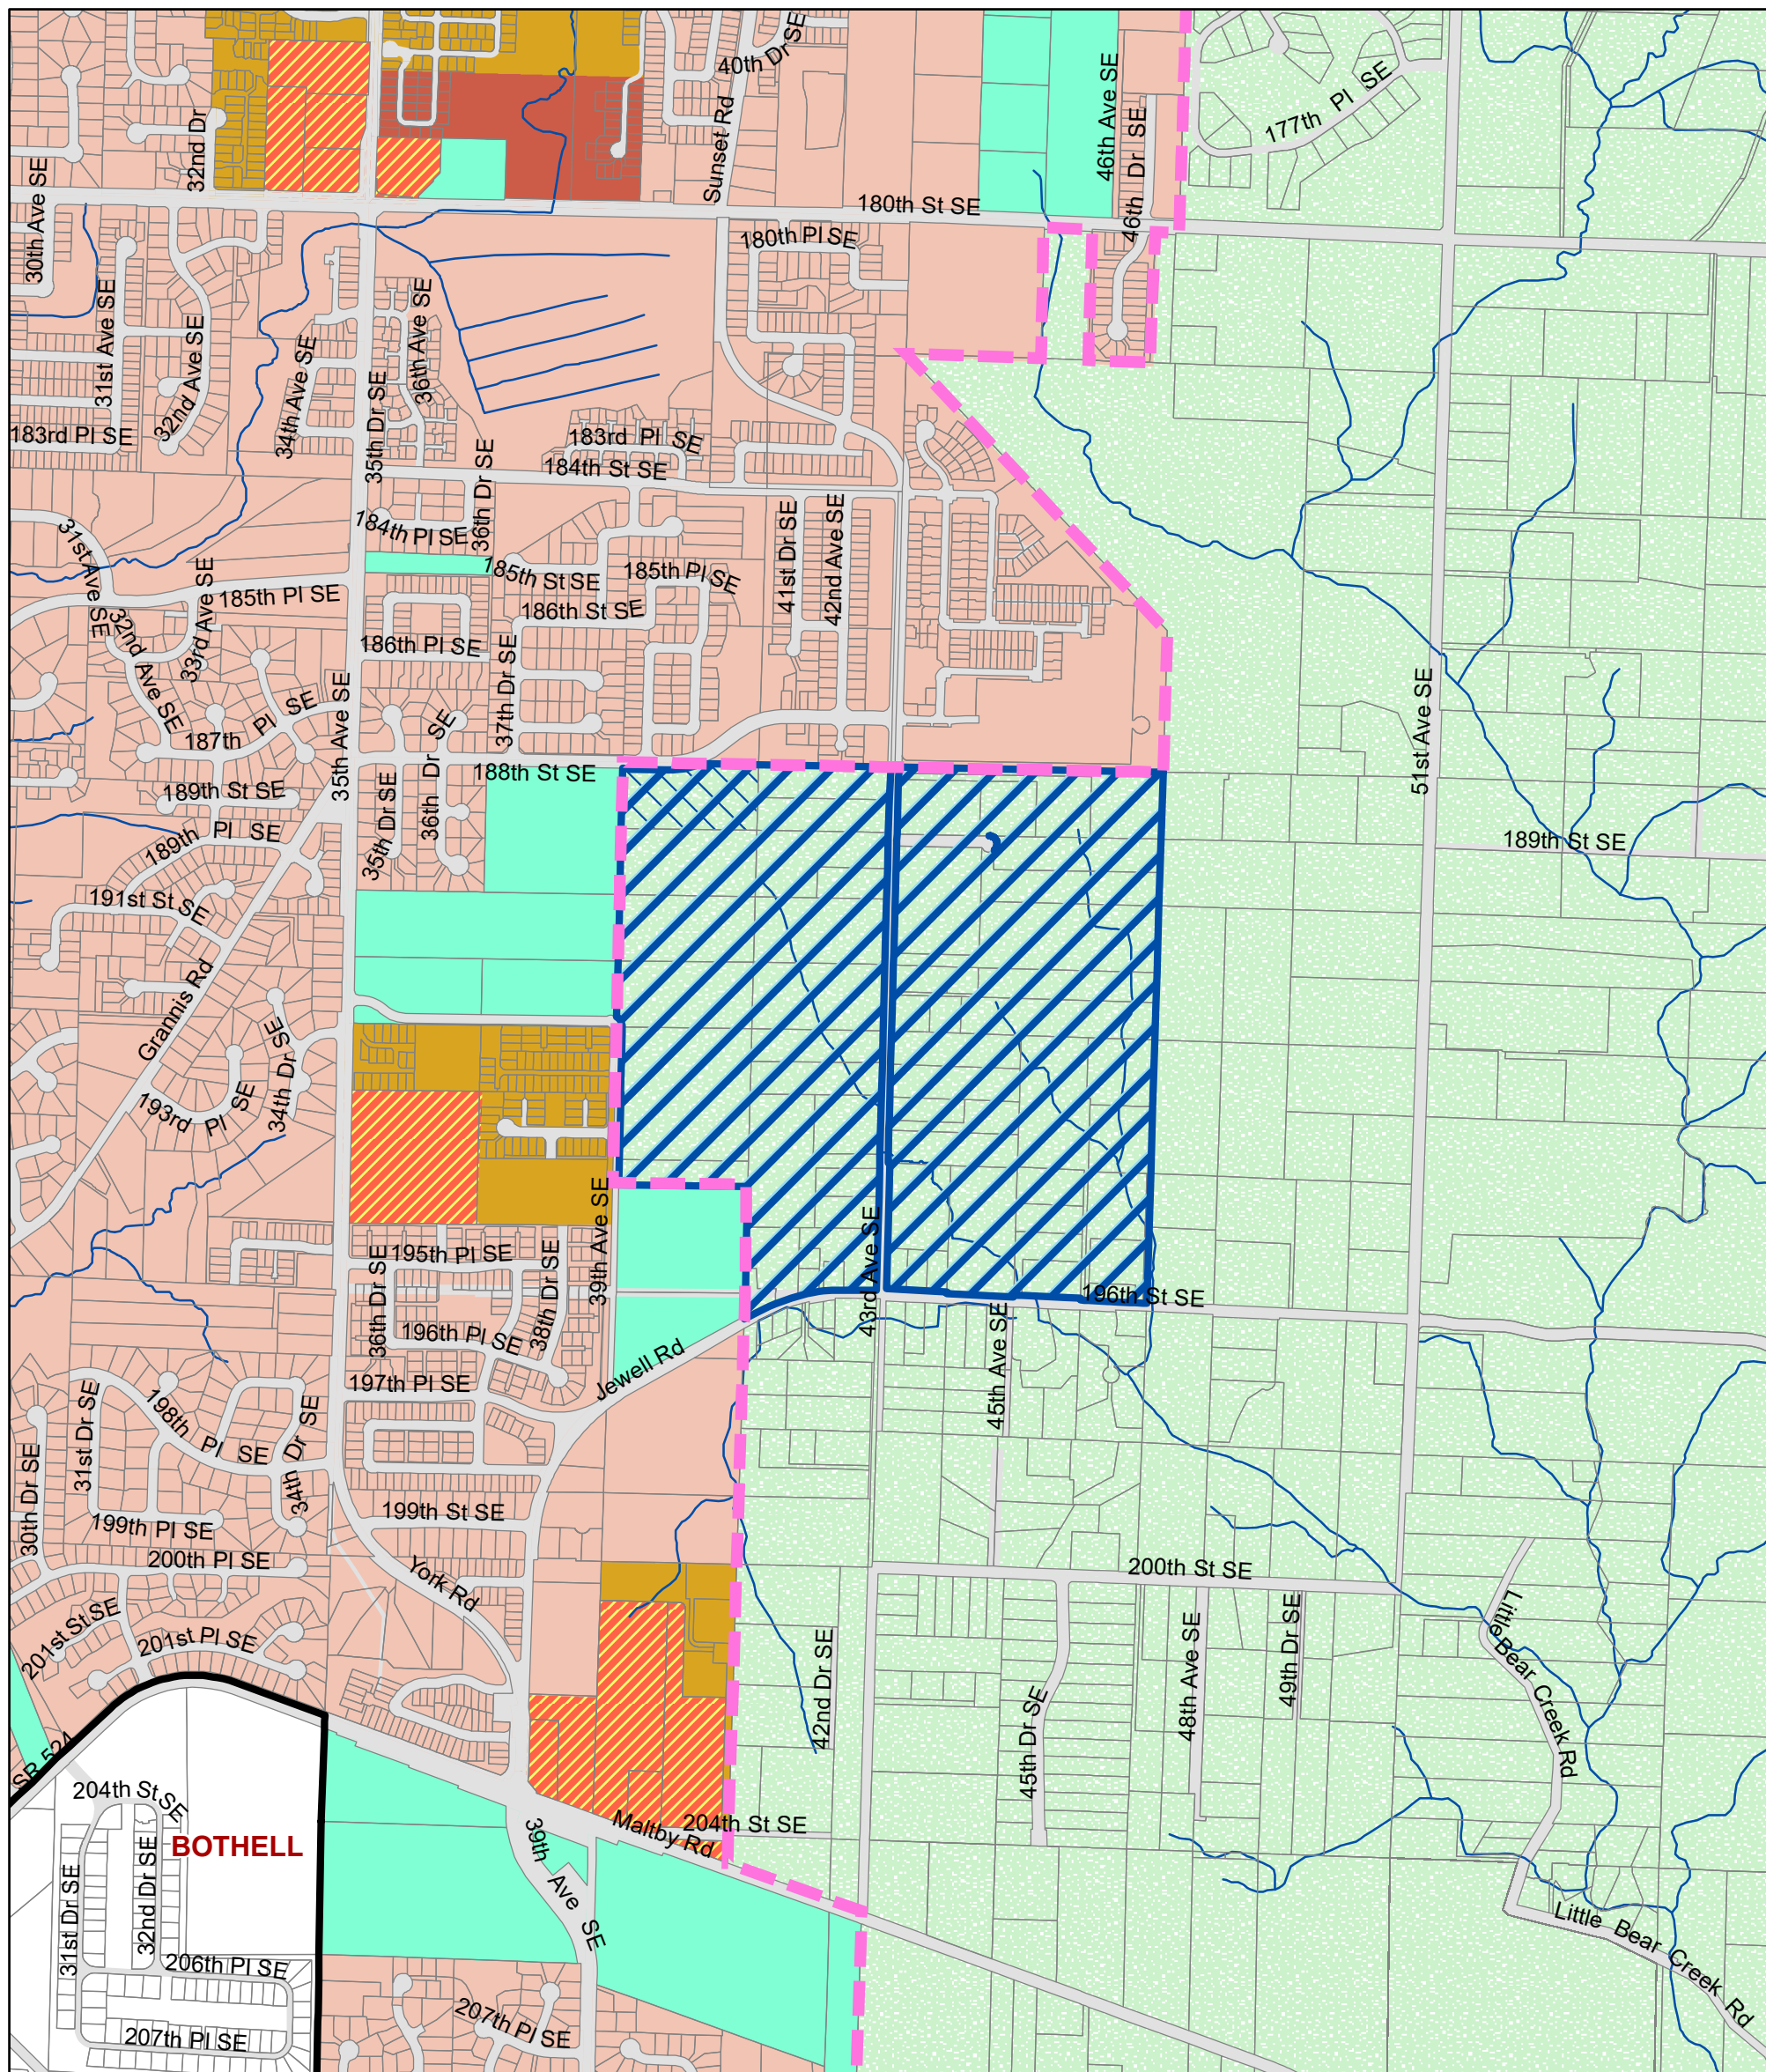 40th Dr SE
177th Pl SE
46th Ave SE
46th Dr SE
32nd Dr
Sunset Rd
30th Ave SE
180th St SE
180th Pl SE
31st Ave SE
32nd Ave SE
34th Ave SE
36th Ave SE
35th Dr SE
183rd Pl SE
183rd Pl SE
184th St SE
36th Dr SE
184th Pl SE
41st Dr SE
42nd Ave SE
31st Ave SE
185th St SE
185th Pl SE
185th Pl SE
186th St SE
33rd Ave SE
32nd Ave SE
186th Pl SE
37th Dr SE
35th Ave SE
51st Ave SE
187th Pl SE
36th Dr SE
188th St SE
189th St SE
35th Dr SE
189th Pl SE
189th St SE
191st St SE
Grannis Rd
34th Dr SE
193rd Pl SE
39th Ave SE
43rd Ave SE
195th Pl SE
36th Dr SE
38th Dr SE
196th St SE
196th Pl SE
45th Ave SE
Jewell Rd
197th Pl SE
31st Dr SE
198th Pl SE
34th Dr SE
30th Dr SE
199th St SE
199th Pl SE
200th Pl SE
200th St SE
York Rd
201st St SE
201st Pl SE
42nd Dr SE
45th Dr SE
48th Ave SE
49th Dr SE
Little Bear Creek Rd
SR 524
204th St SE
204th St SE
Maltby Rd
BOTHELL
31st Dr SE
32nd Dr SE
39th Ave SE
Little Bear Creek Rd
206th Pl SE
207th Pl SE
207th Pl SE